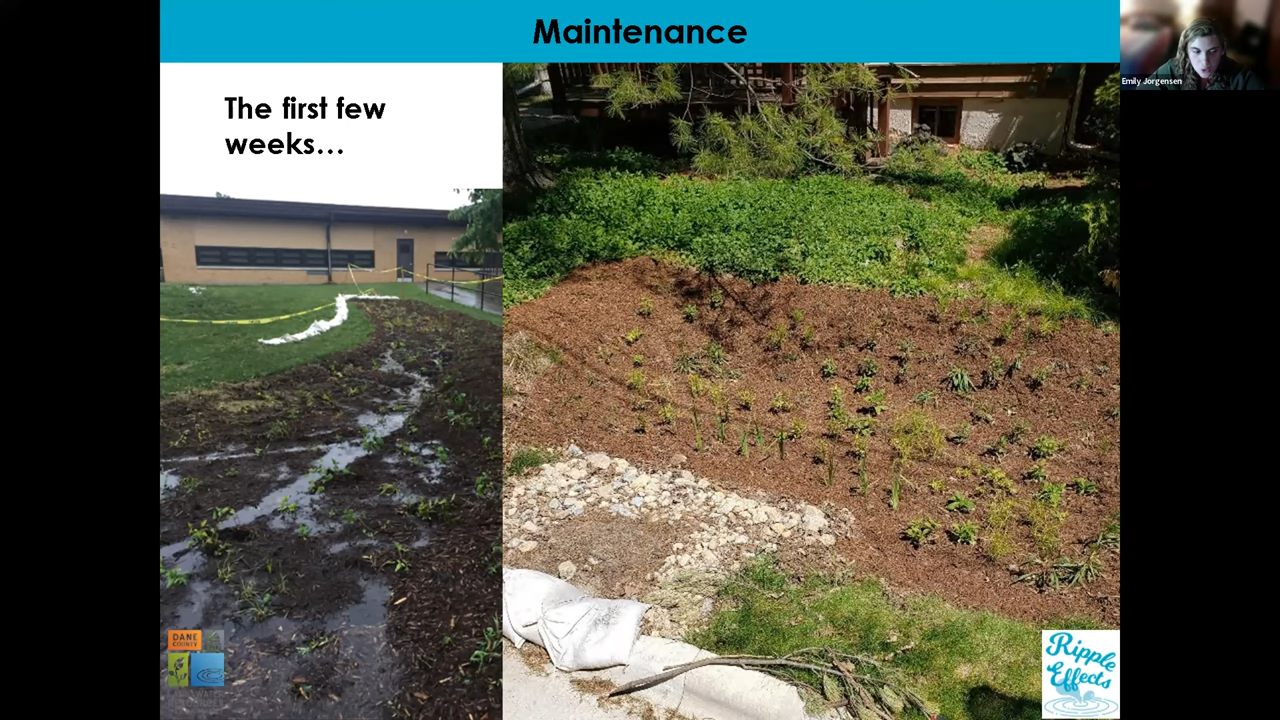 Maintenance
Emily Jorgensen
The first few
weeks…
DANE
COUNTY
Ripple
Effects